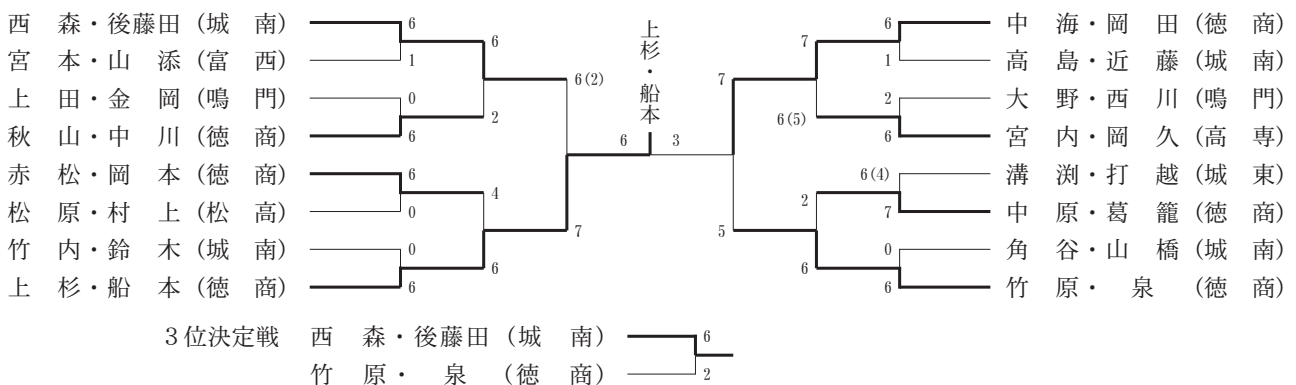 西　森・後藤田（城　南）
宮　本・山　添（富　西）
上　田・金　岡（鳴　門）
秋　山・中　川（徳　商）
赤　松・岡　本（徳　商）
松　原・村　上（松　高）
竹　内・鈴　木（城　南）
上　杉・船　本（徳　商）
6
1
0
6
6
0
0
6
6
2
4
6
6(2)
7
上杉・船本
6　3
7
5
7
6(5)
2
6
6
1
2
6
6(4)
7
0
6
中　海・岡　田（徳　商）
高　島・近　藤（城　南）
大　野・西　川（鳴　門）
宮　内・岡　久（高　専）
溝　渕・打　越（城　東）
中　原・葛　籠（徳　商）
角　谷・山　橋（城　南）
竹　原・　泉　（徳　商）
３位決定戦　西　森・後藤田（城　南）　6
竹　原・　泉　（徳　商）　2